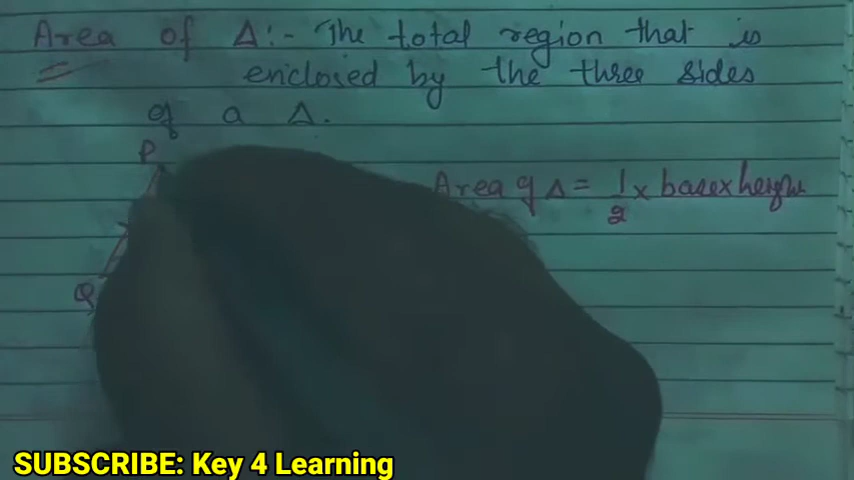 Area of Δ:- The total region that is
enclosed by the three sides
of a Δ.
P
Area of Δ = 1/2 x base x height
Q
SUBSCRIBE: Key 4 Learning